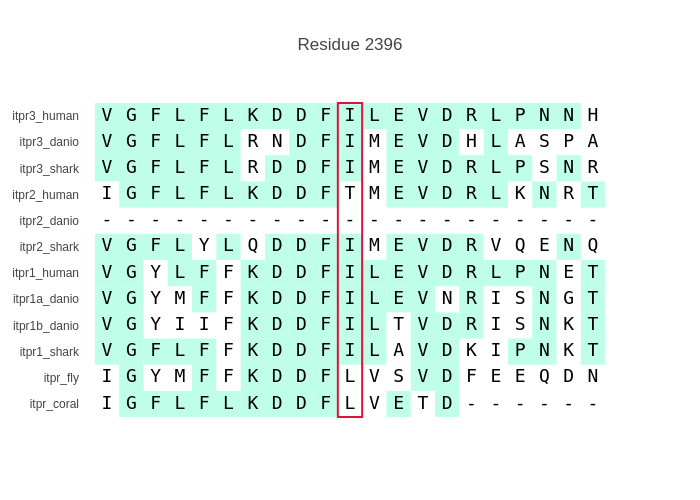 Residue 2396
itpr3_human V G F L F L K D D F I L E V D R L P N N H
itpr3_danio V G F L F L R N D F I M E V D H L A S P A
itpr3_shark V G F L F L R D D F I M E V D R L P S N R
itpr2_human I G F L F L K D D F T M E V D R L K N R T
itpr2_danio - - - - - - - - - - - - - - - - - - - - -
itpr2_shark V G F L Y L Q D D F I M E V D R V Q E N Q
itpr1_human V G Y L F F K D D F I L E V D R L P N E T
itpr1a_danio V G Y M F F K D D F I L E V N R I S N G T
itpr1b_danio V G Y I I F K D D F I L T V D R I S N K T
itpr1_shark V G F L F F K D D F I L A V D K I P N K T
itpr_fly I G Y M F F K D D F L V S V D F E E Q D N
itpr_coral I G F L F L K D D F L V E T D - - - - - -